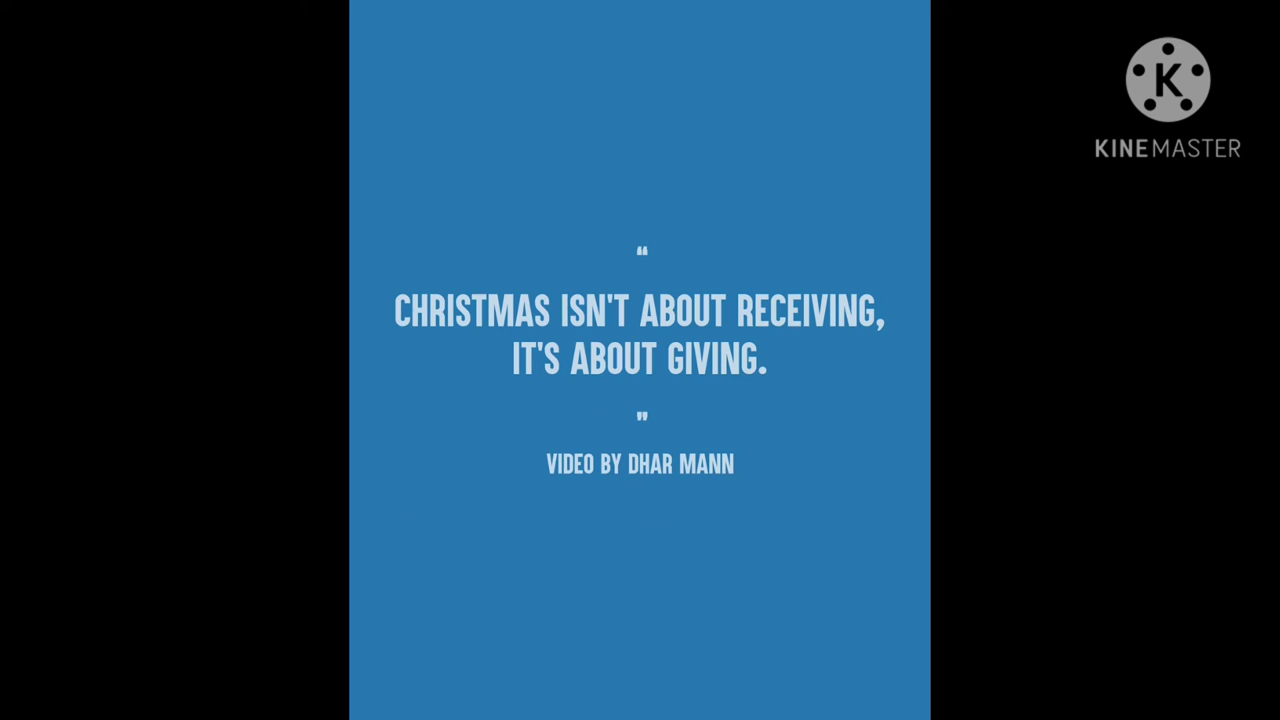 K
KINEMASTER
"
CHRISTMAS ISN'T ABOUT RECEIVING,
IT'S ABOUT GIVING.
"
VIDEO BY DHAR MANN